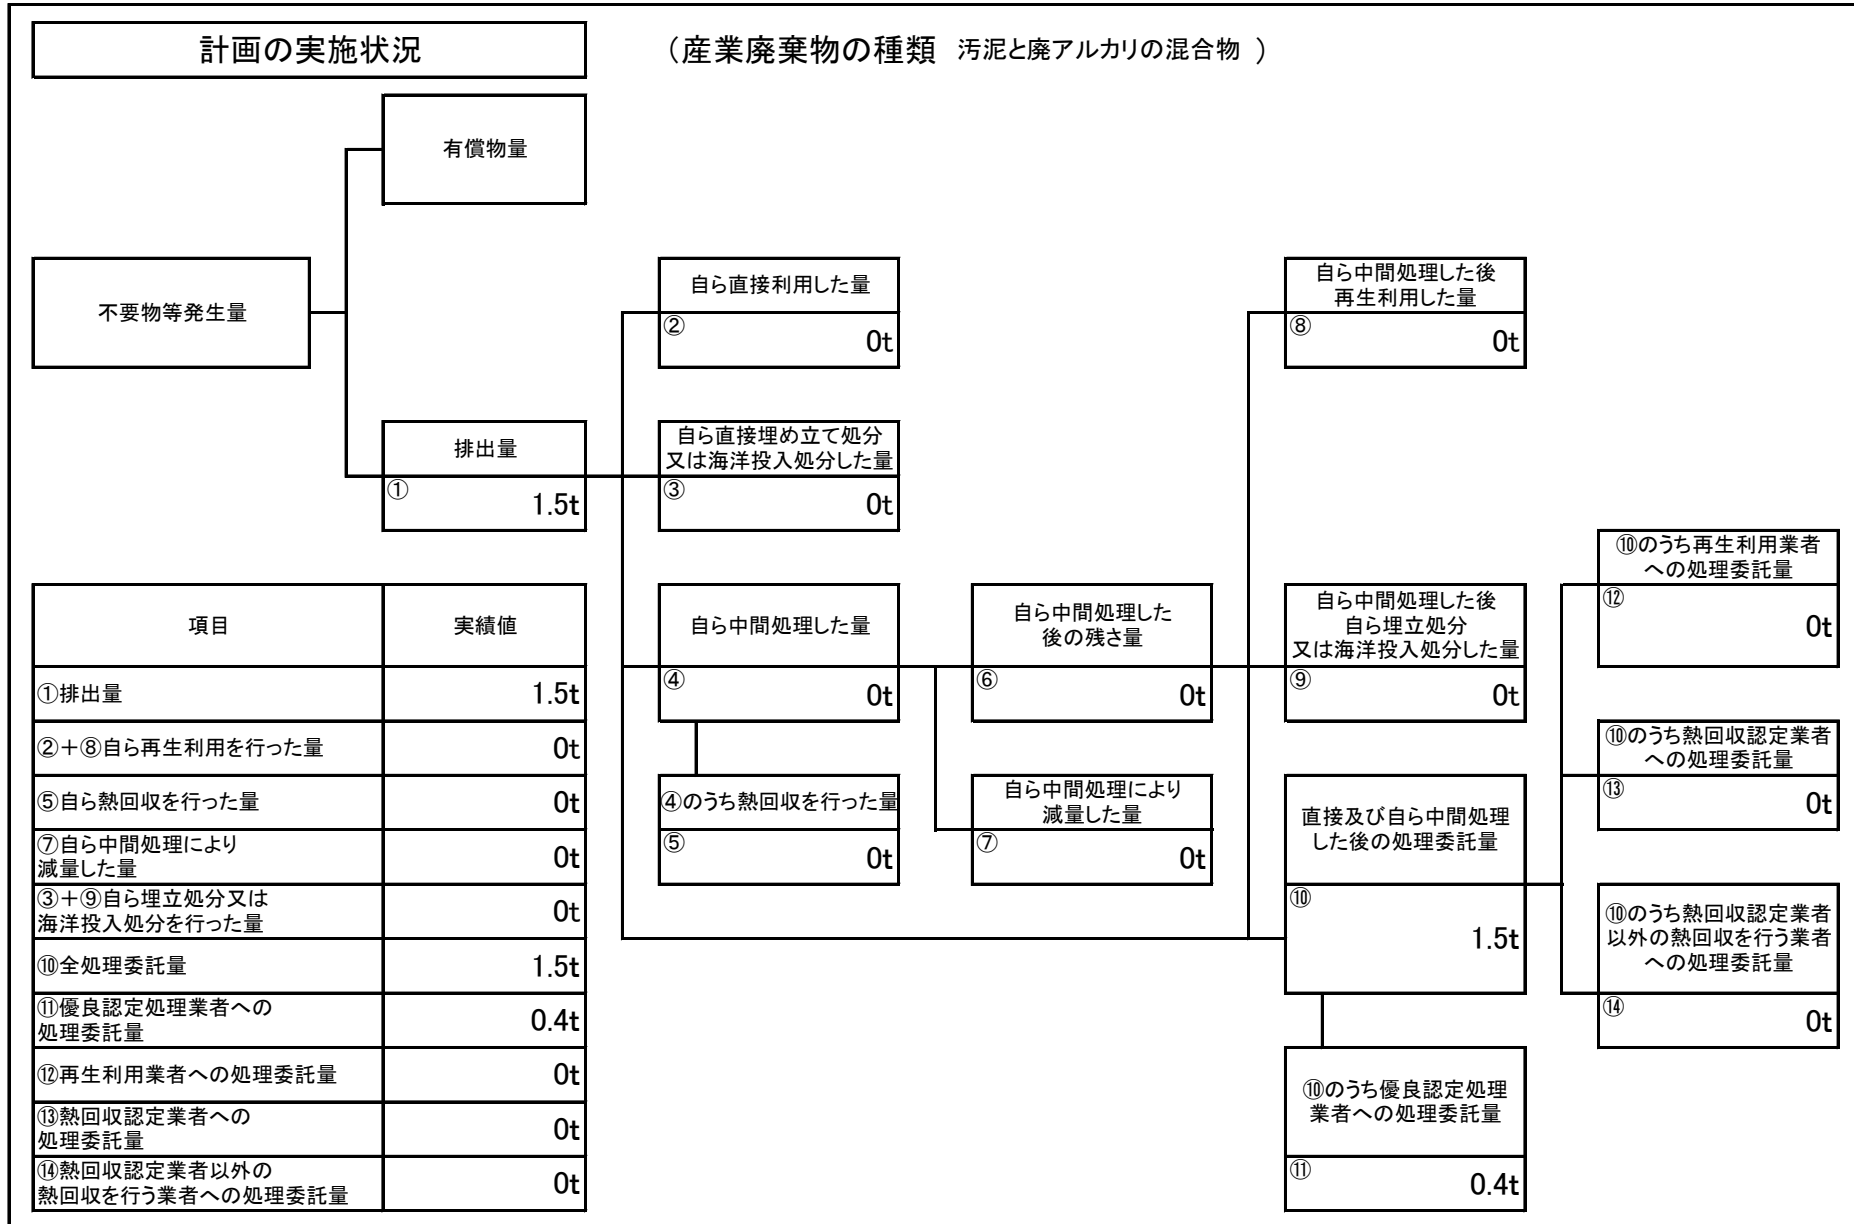 計画の実施状況
（産業廃棄物の種類 汚泥と廃アルカリの混合物 ）
有償物量
不要物等発生量
自ら直接利用した量
②
0t
自ら中間処理した後
再生利用した量
⑧
0t
排出量
①
1.5t
自ら直接埋め立て処分
又は海洋投入処分した量
③
0t
⑩のうち再生利用業者
への処理委託量
⑫
0t
項目 実績値
①排出量 1.5t
②＋⑧自ら再生利用を行った量 0t
⑤自ら熱回収を行った量 0t
⑦自ら中間処理により
減量した量 0t
③＋⑨自ら埋立処分又は
海洋投入処分を行った量 0t
⑩全処理委託量 1.5t
⑪優良認定処理業者への
処理委託量 0.4t
⑫再生利用業者への処理委託量 0t
⑬熱回収認定業者への
処理委託量 0t
⑭熱回収認定業者以外の
熱回収を行う業者への処理委託量 0t
自ら中間処理した量
④
0t
自ら中間処理した
後の残さ量
⑥
0t
自ら中間処理した後
自ら埋立処分
又は海洋投入処分した量
⑨
0t
④のうち熱回収を行った量
⑤
0t
自ら中間処理により
減量した量
⑦
0t
直接及び自ら中間処理
した後の処理委託量
⑩
1.5t
⑩のうち熱回収認定業者
への処理委託量
⑬
0t
⑩のうち熱回収認定業者
以外の熱回収を行う業者
への処理委託量
⑭
0t
⑩のうち優良認定処理
業者への処理委託量
⑪
0.4t